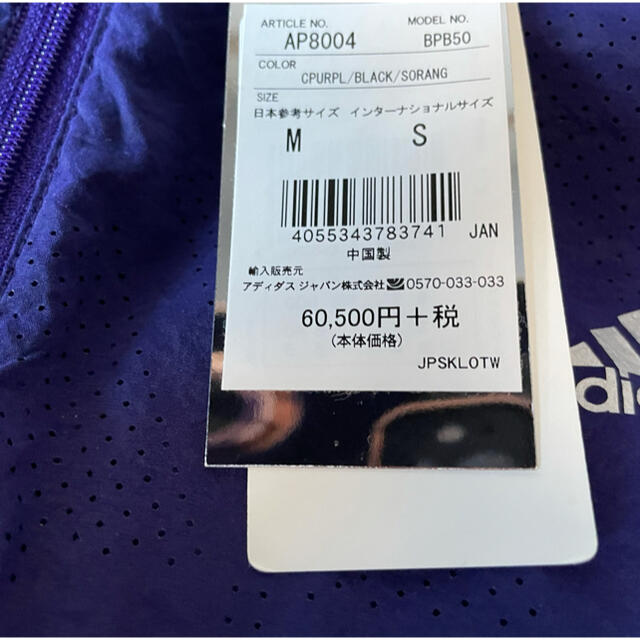 ARTICLE NO. MODEL NO.
AP8004 BPB50
COLOR
CPURPL/BLACK/SORANG
SIZE
日本参考サイズ インターナショナルサイズ
M S
4055343783741 JAN
中国製
輸入販売元
アディダス ジャパン株式会社 0570-033-033
60,500円+税
(本体価格)
JPSKLOTW
adid